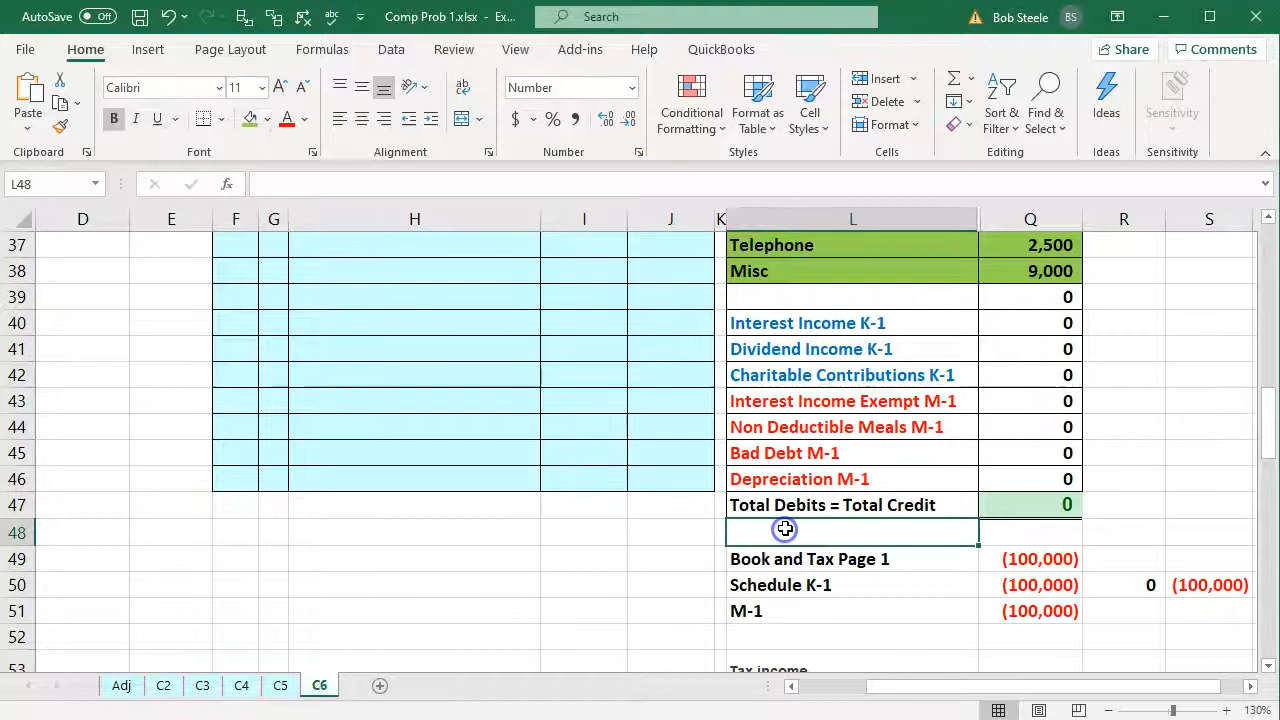 AutoSave Off Comp Prob 1.xlsx - Ex... Search Bob Steele BS
File Home Insert Page Layout Formulas Data Review View Add-ins Help QuickBooks Share Comments
Paste Calibri 11 Number Conditional Formatting Format as Table Cell Styles Insert Delete Format Sort & Filter Find & Select Ideas Sensitivity
Clipboard Font Alignment Number Styles Cells Editing Ideas Sensitivity
L48
D E F G H I J K L Q R S
37 Telephone 2,500
38 Misc 9,000
39 0
40 Interest Income K-1 0
41 Dividend Income K-1 0
42 Charitable Contributions K-1 0
43 Interest Income Exempt M-1 0
44 Non Deductible Meals M-1 0
45 Bad Debt M-1 0
46 Depreciation M-1 0
47 Total Debits = Total Credit 0
48
49 Book and Tax Page 1 (100,000)
50 Schedule K-1 (100,000) 0 (100,000)
51 M-1 (100,000)
52
53 Tax income
Adj C2 C3 C4 C5 C6
130%